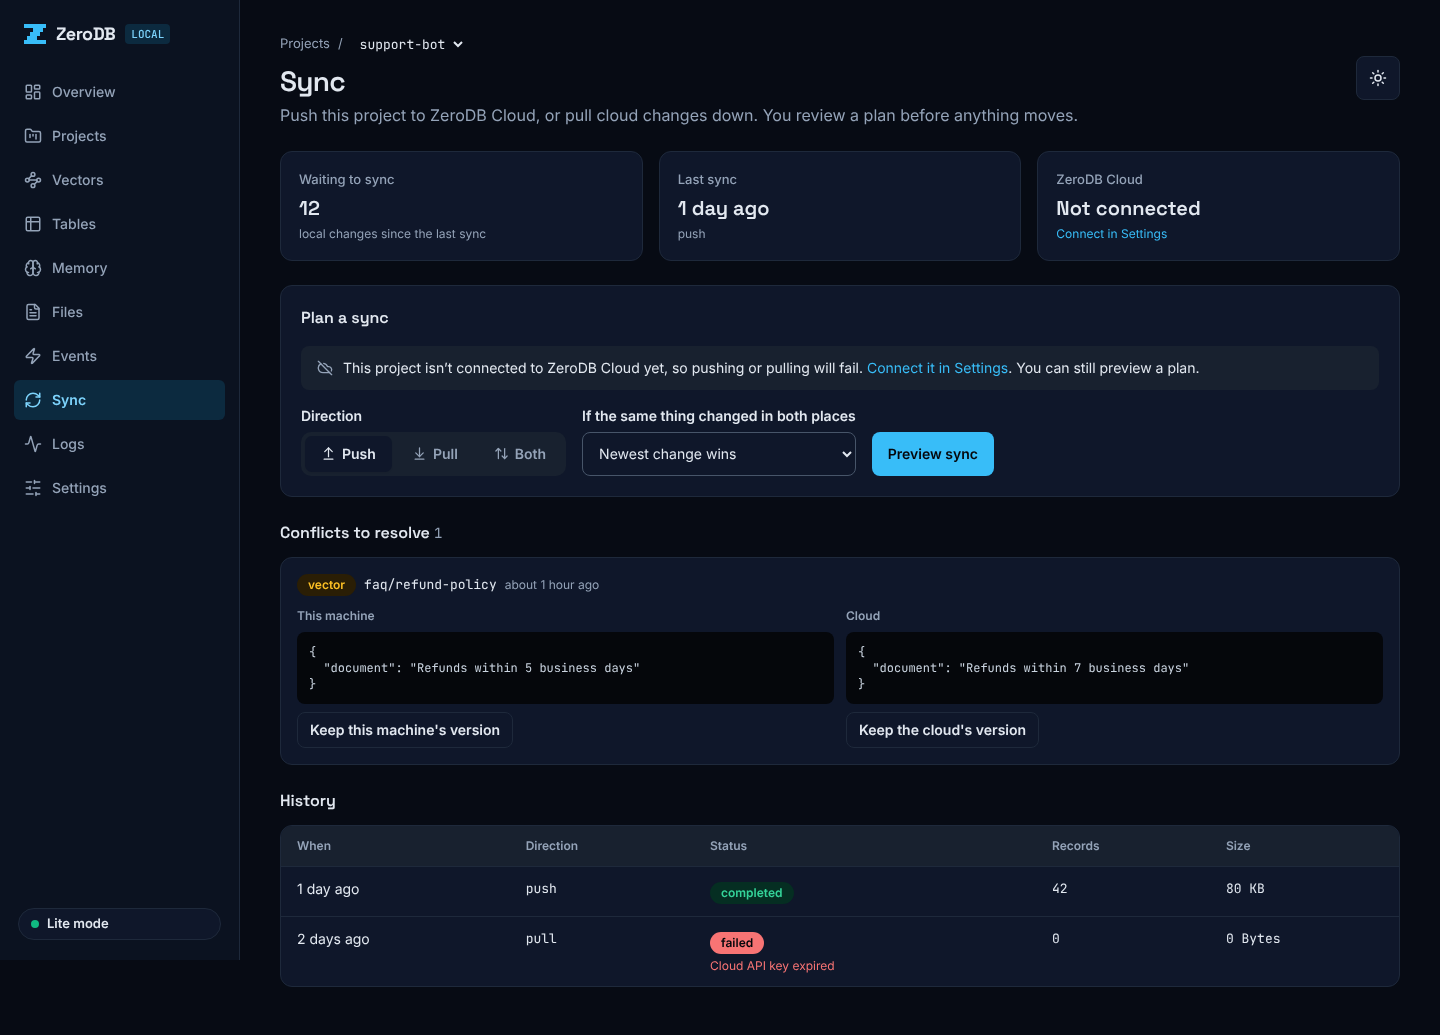 ZeroDB LOCAL
Overview
Projects
Vectors
Tables
Memory
Files
Events
Sync
Logs
Settings
Lite mode
Projects / support-bot
Sync
Push this project to ZeroDB Cloud, or pull cloud changes down. You review a plan before anything moves.
Waiting to sync
12
local changes since the last sync
Last sync
1 day ago
push
ZeroDB Cloud
Not connected
Connect in Settings
Plan a sync
This project isn’t connected to ZeroDB Cloud yet, so pushing or pulling will fail. Connect it in Settings. You can still preview a plan.
Direction
Push Pull Both
If the same thing changed in both places
Newest change wins
Preview sync
Conflicts to resolve 1
vector faq/refund-policy about 1 hour ago
This machine
{
"document": "Refunds within 5 business days"
}
Keep this machine's version
Cloud
{
"document": "Refunds within 7 business days"
}
Keep the cloud's version
History
When Direction Status Records Size
1 day ago push completed 42 80 KB
2 days ago pull failed 0 0 Bytes
Cloud API key expired